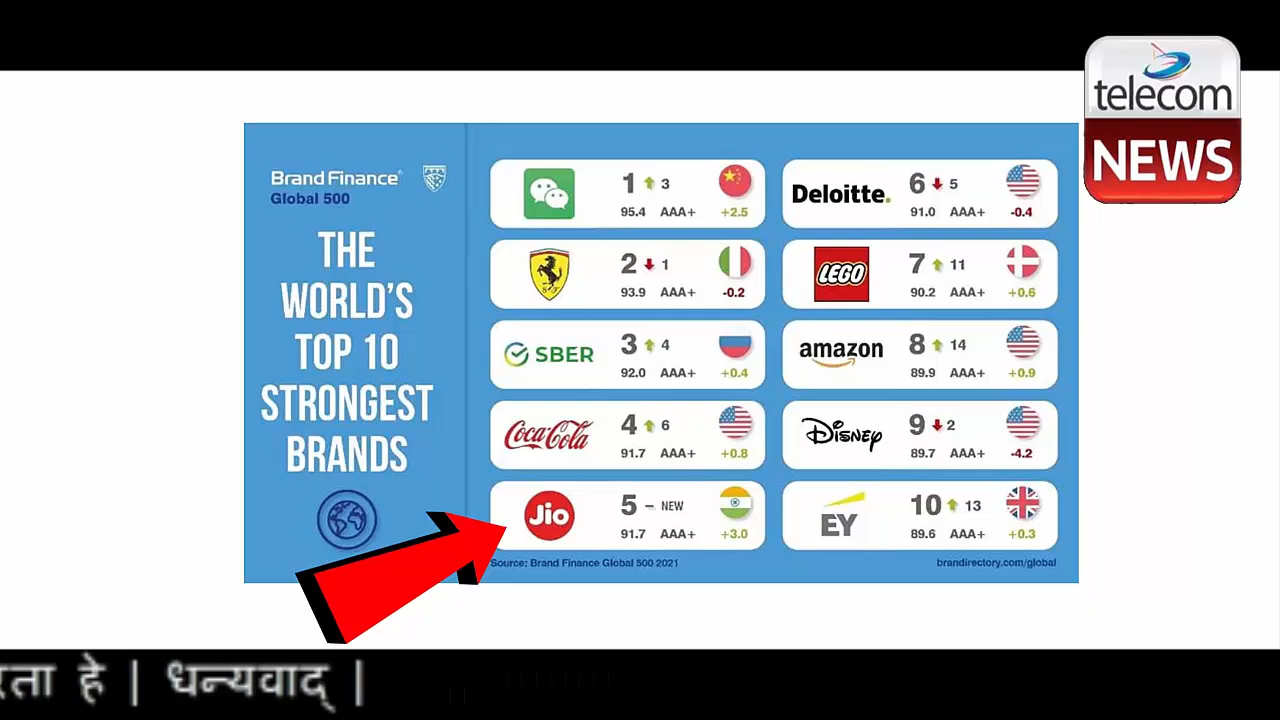 telecom
NEWS
Brand Finance®
Global 500
THE
WORLD'S
TOP 10
STRONGEST
BRANDS
1 3
95.4 AAA+ +2.5
2 1
93.9 AAA+ -0.2
SBER
3 4
92.0 AAA+ +0.4
Coca-Cola
4 6
91.7 AAA+ +0.8
Jio
5 – NEW
91.7 AAA+ +3.0
Deloitte.
6 5
91.0 AAA+ -0.4
LEGO
7 11
90.2 AAA+ +0.6
amazon
8 14
89.9 AAA+ +0.9
Disney
9 2
89.7 AAA+ -4.2
EY
10 13
89.6 AAA+ +0.3
Source: Brand Finance Global 500 2021
brandirectory.com/global
हे | धन्यवाद् |